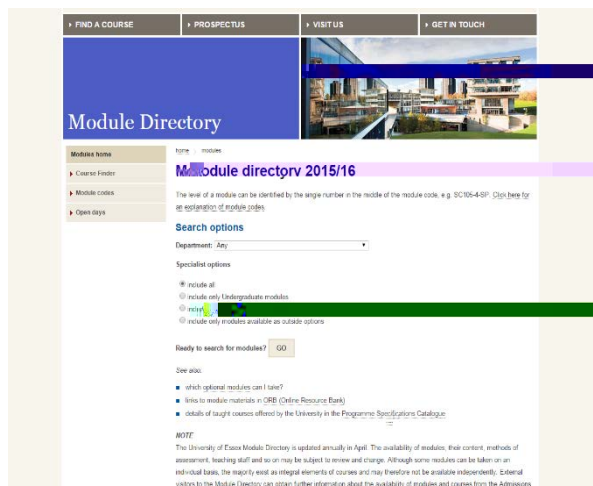 FIND A COURSE
PROSPECTUS
VISIT US
GET IN TOUCH
Module Directory
Modules home
Course Finder
Module codes
Open days
home modules
Module directory 2015/16
The level of a module can be identified by the single number in the middle of the module code, e.g. SC106-4-SP. Click here for
an explanation of module codes.
Search options
Department: Any
Specialist options
include all
include only Undergraduate modules
include only modules available as outside options
Ready to search for modules? GO
See also,
which optional modules can I take?
links to module materials in ORB (Online Resource Bank)
details of taught courses offered by the University in the Programme Specifications Catalogue
NOTE
The University of Essex Module Directory is updated annually in April. The availability of modules, their content, methods of
assessment, teaching staff and so on may be subject to review and change. Although some modules can be taken on an
individual basis, the majority exist as integral elements of courses and may therefore not be available independently. External
visitors to the Module Directory can obtain further information about the availability of modules and courses from the Admissions